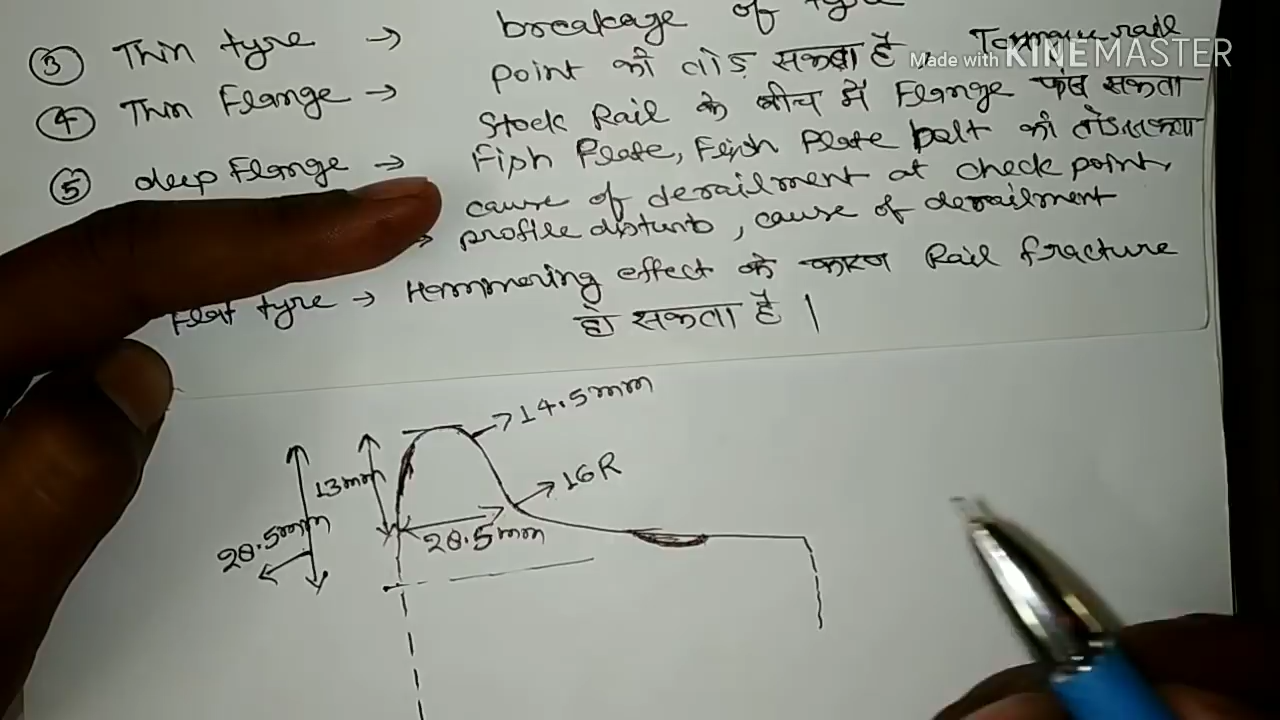 breakage of tyre
③ Thin tyre →
point को तोड़ सकता है, Tongue rail
Made with KINEMASTER
④ Thin Flange →
Stock Rail के बीच में Flange फंस सकता
⑤ deep Flange → Fish Plate, Fish Plate bolt को तोड़ सकता
cause of derailment at check point,
→ profile disturb, cause of derailment
Flat tyre → Hammering effect के कारण Rail fracture
हो सकता है |
14.5mm
13mm
16R
28.5mm
28.5mm